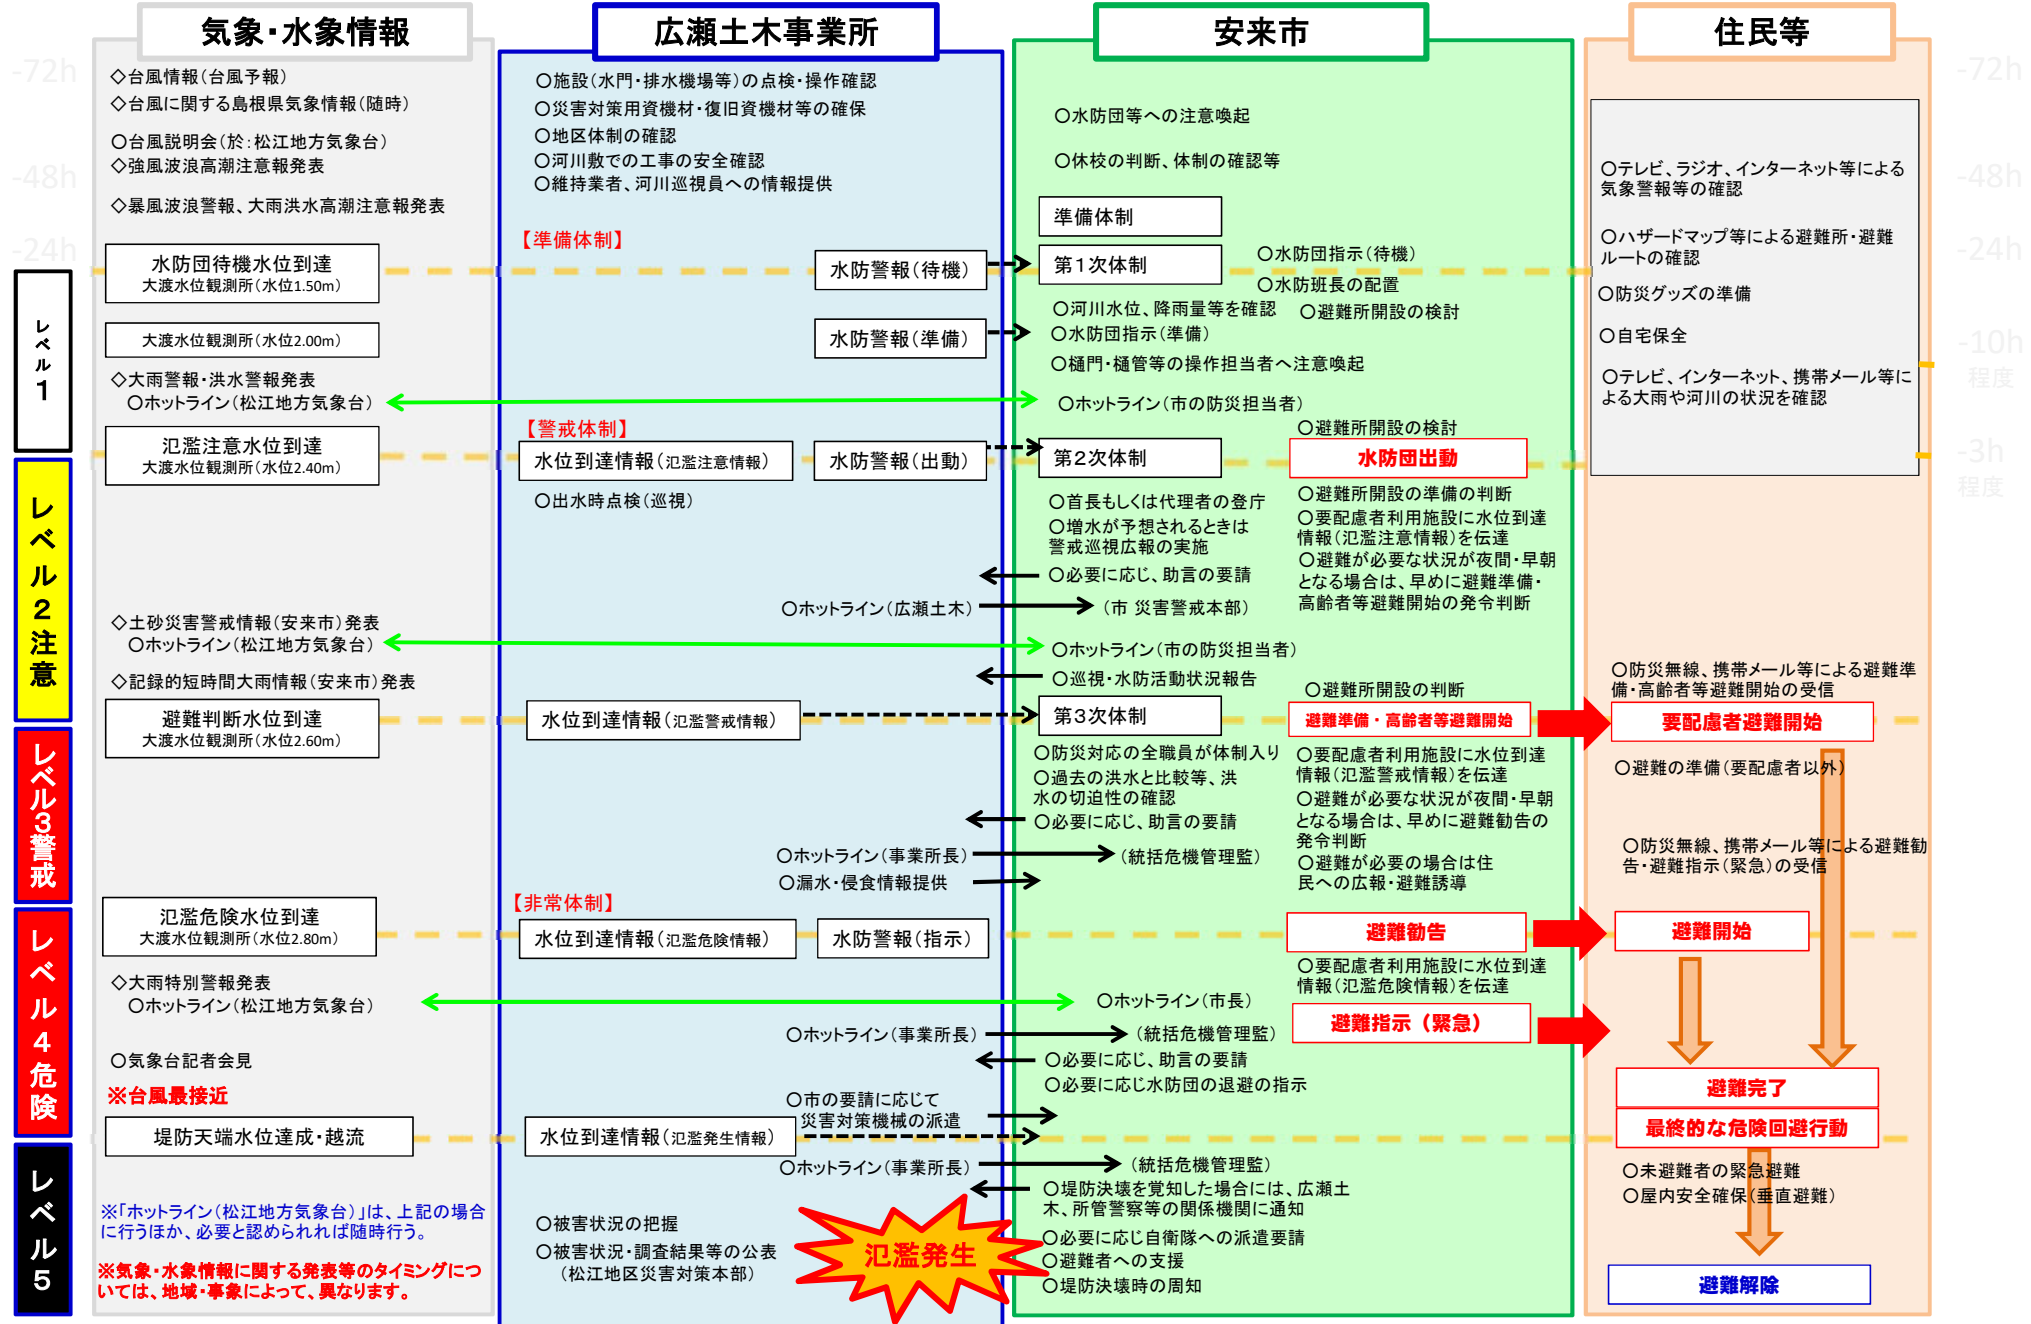 気象・水象情報
広瀬土木事業所
安来市
住民等
-72h
-48h
-24h
レベル1
レベル2注意
レベル3警戒
レベル4危険
レベル5
◇台風情報(台風予報)
◇台風に関する島根県気象情報(随時)
○台風説明会(於:松江地方気象台)
◇強風波浪高潮注意報発表
◇暴風波浪警報、大雨洪水高潮注意報発表
水防団待機水位到達
大渡水位観測所(水位1.50m)
大渡水位観測所(水位2.00m)
◇大雨警報・洪水警報発表
○ホットライン(松江地方気象台)
氾濫注意水位到達
大渡水位観測所(水位2.40m)
◇土砂災害警戒情報(安来市)発表
○ホットライン(松江地方気象台)
◇記録的短時間大雨情報(安来市)発表
避難判断水位到達
大渡水位観測所(水位2.60m)
氾濫危険水位到達
大渡水位観測所(水位2.80m)
◇大雨特別警報発表
○ホットライン(松江地方気象台)
○気象台記者会見
※台風最接近
堤防天端水位達成・越流
※「ホットライン(松江地方気象台)」は、上記の場合
に行うほか、必要と認められれば随時行う。
※気象・水象情報に関する発表等のタイミングにつ
いては、地域・事象によって、異なります。
○施設(水門・排水機場等)の点検・操作確認
○災害対策用資機材・復旧資機材等の確保
○地区体制の確認
○河川敷での工事の安全確認
○維持業者、河川巡視員への情報提供
【準備体制】
水防警報(待機)
水防警報(準備)
【警戒体制】
水位到達情報(氾濫注意情報)
水防警報(出動)
○出水時点検(巡視)
○ホットライン(広瀬土木)
水位到達情報(氾濫警戒情報)
○ホットライン(事業所長)
○漏水・侵食情報提供
【非常体制】
水位到達情報(氾濫危険情報)
水防警報(指示)
○ホットライン(事業所長)
○市の要請に応じて
災害対策機械の派遣
水位到達情報(氾濫発生情報)
○ホットライン(事業所長)
○被害状況の把握
○被害状況・調査結果等の公表
(松江地区災害対策本部)
氾濫発生
○水防団等への注意喚起
○休校の判断、体制の確認等
準備体制
第1次体制
○水防団指示(待機)
○水防班長の配置
○河川水位、降雨量等を確認
○避難所開設の検討
○水防団指示(準備)
○樋門・樋管等の操作担当者へ注意喚起
○ホットライン(市の防災担当者)
○避難所開設の検討
第2次体制
水防団出動
○首長もしくは代理者の登庁
○増水が予想されるときは
警戒巡視広報の実施
○必要に応じ、助言の要請
(市 災害警戒本部)
○避難所開設の準備の判断
○要配慮者利用施設に水位到達
情報(氾濫注意情報)を伝達
○避難が必要な状況が夜間・早朝
となる場合は、早めに避難準備・
高齢者等避難開始の発令判断
○ホットライン(市の防災担当者)
○巡視・水防活動状況報告
○避難所開設の判断
第3次体制
避難準備・高齢者等避難開始
○防災対応の全職員が体制入り
○過去の洪水と比較等、洪
水の切迫性の確認
○必要に応じ、助言の要請
(統括危機管理監)
○要配慮者利用施設に水位到達
情報(氾濫警戒情報)を伝達
○避難が必要な状況が夜間・早朝
となる場合は、早めに避難勧告の
発令判断
○避難が必要の場合は住
民への広報・避難誘導
避難勧告
○要配慮者利用施設に水位到達
情報(氾濫危険情報)を伝達
○ホットライン(市長)
避難指示(緊急)
(統括危機管理監)
○必要に応じ、助言の要請
○必要に応じ水防団の退避の指示
(統括危機管理監)
○堤防決壊を覚知した場合には、広瀬土
木、所管警察等の関係機関に通知
○必要に応じ自衛隊への派遣要請
○避難者への支援
○堤防決壊時の周知
○テレビ、ラジオ、インターネット等による
気象警報等の確認
○ハザードマップ等による避難所・避難
ルートの確認
○防災グッズの準備
○自宅保全
○テレビ、インターネット、携帯メール等に
よる大雨や河川の状況を確認
○防災無線、携帯メール等による避難準
備・高齢者等避難開始の受信
要配慮者避難開始
○避難の準備(要配慮者以外)
○防災無線、携帯メール等による避難勧
告・避難指示(緊急)の受信
避難開始
避難完了
最終的な危険回避行動
○未避難者の緊急避難
○屋内安全確保(垂直避難)
避難解除
-72h
-48h
-24h
-10h
程度
-3h
程度